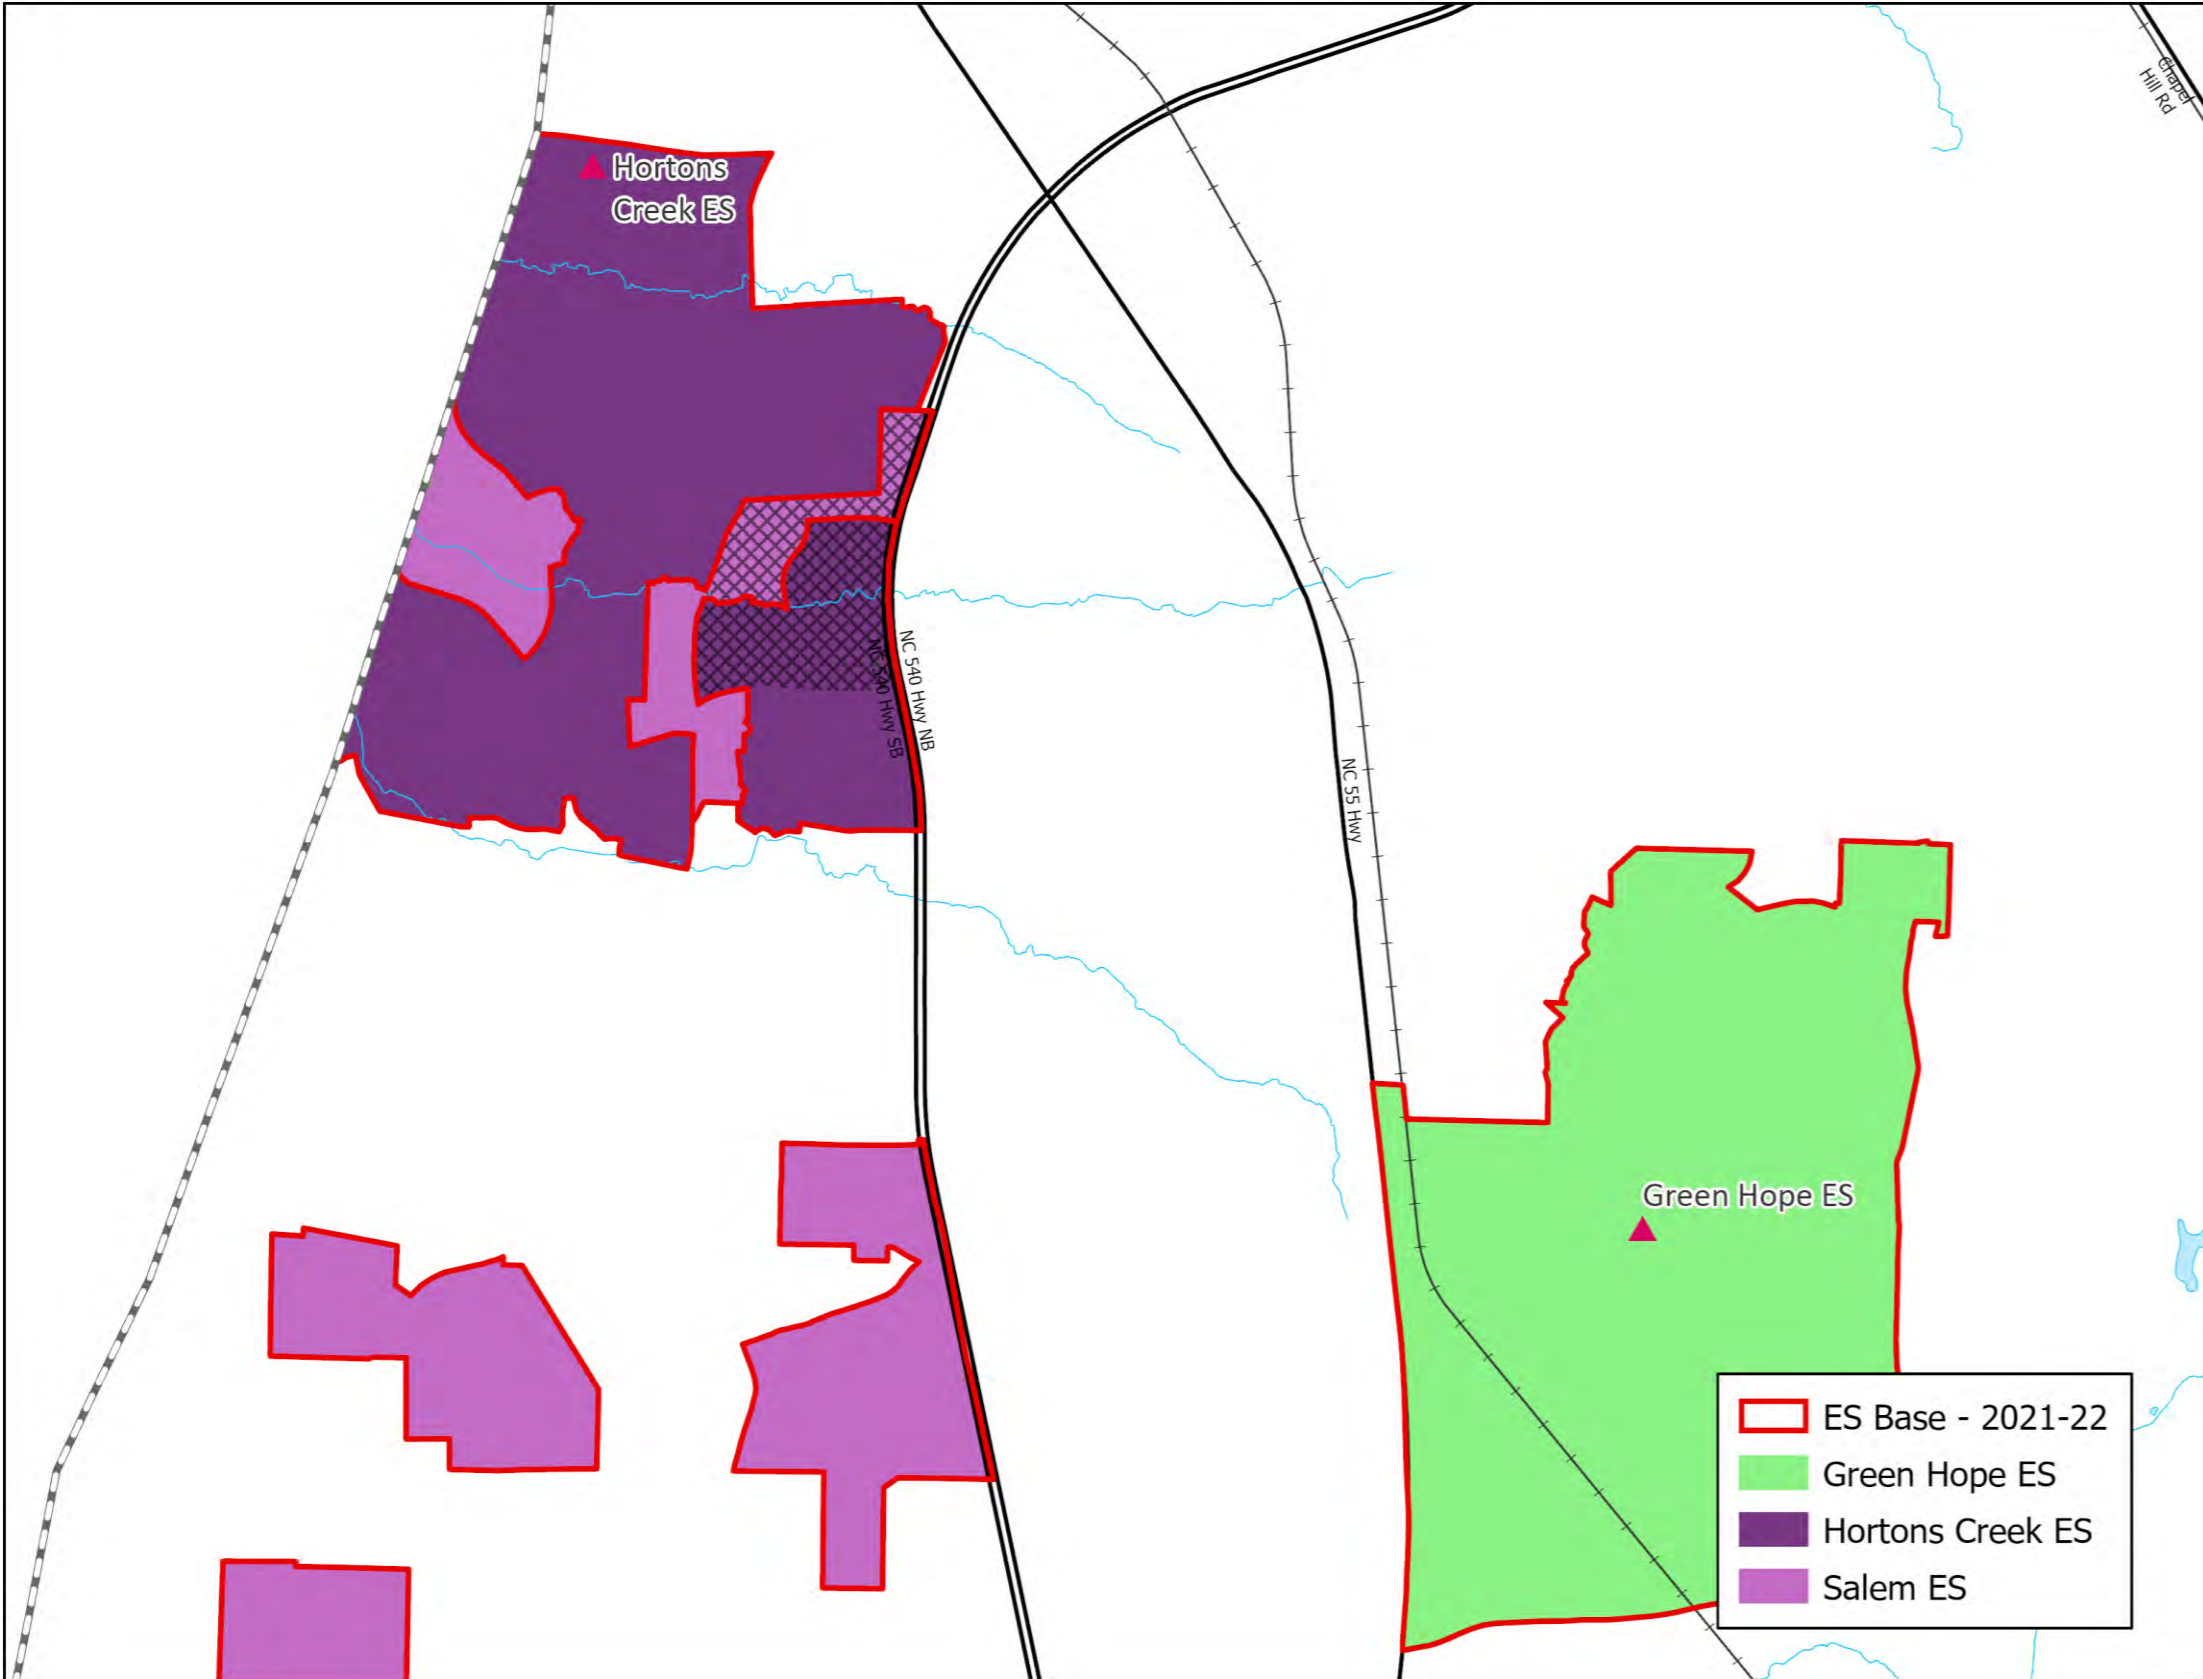 Chapel
Hill Rd
Hortons
Creek ES
NC 540 Hwy NB
NC 540 Hwy SB
NC 55 Hwy
Green Hope ES
ES Base - 2021-22
Green Hope ES
Hortons Creek ES
Salem ES